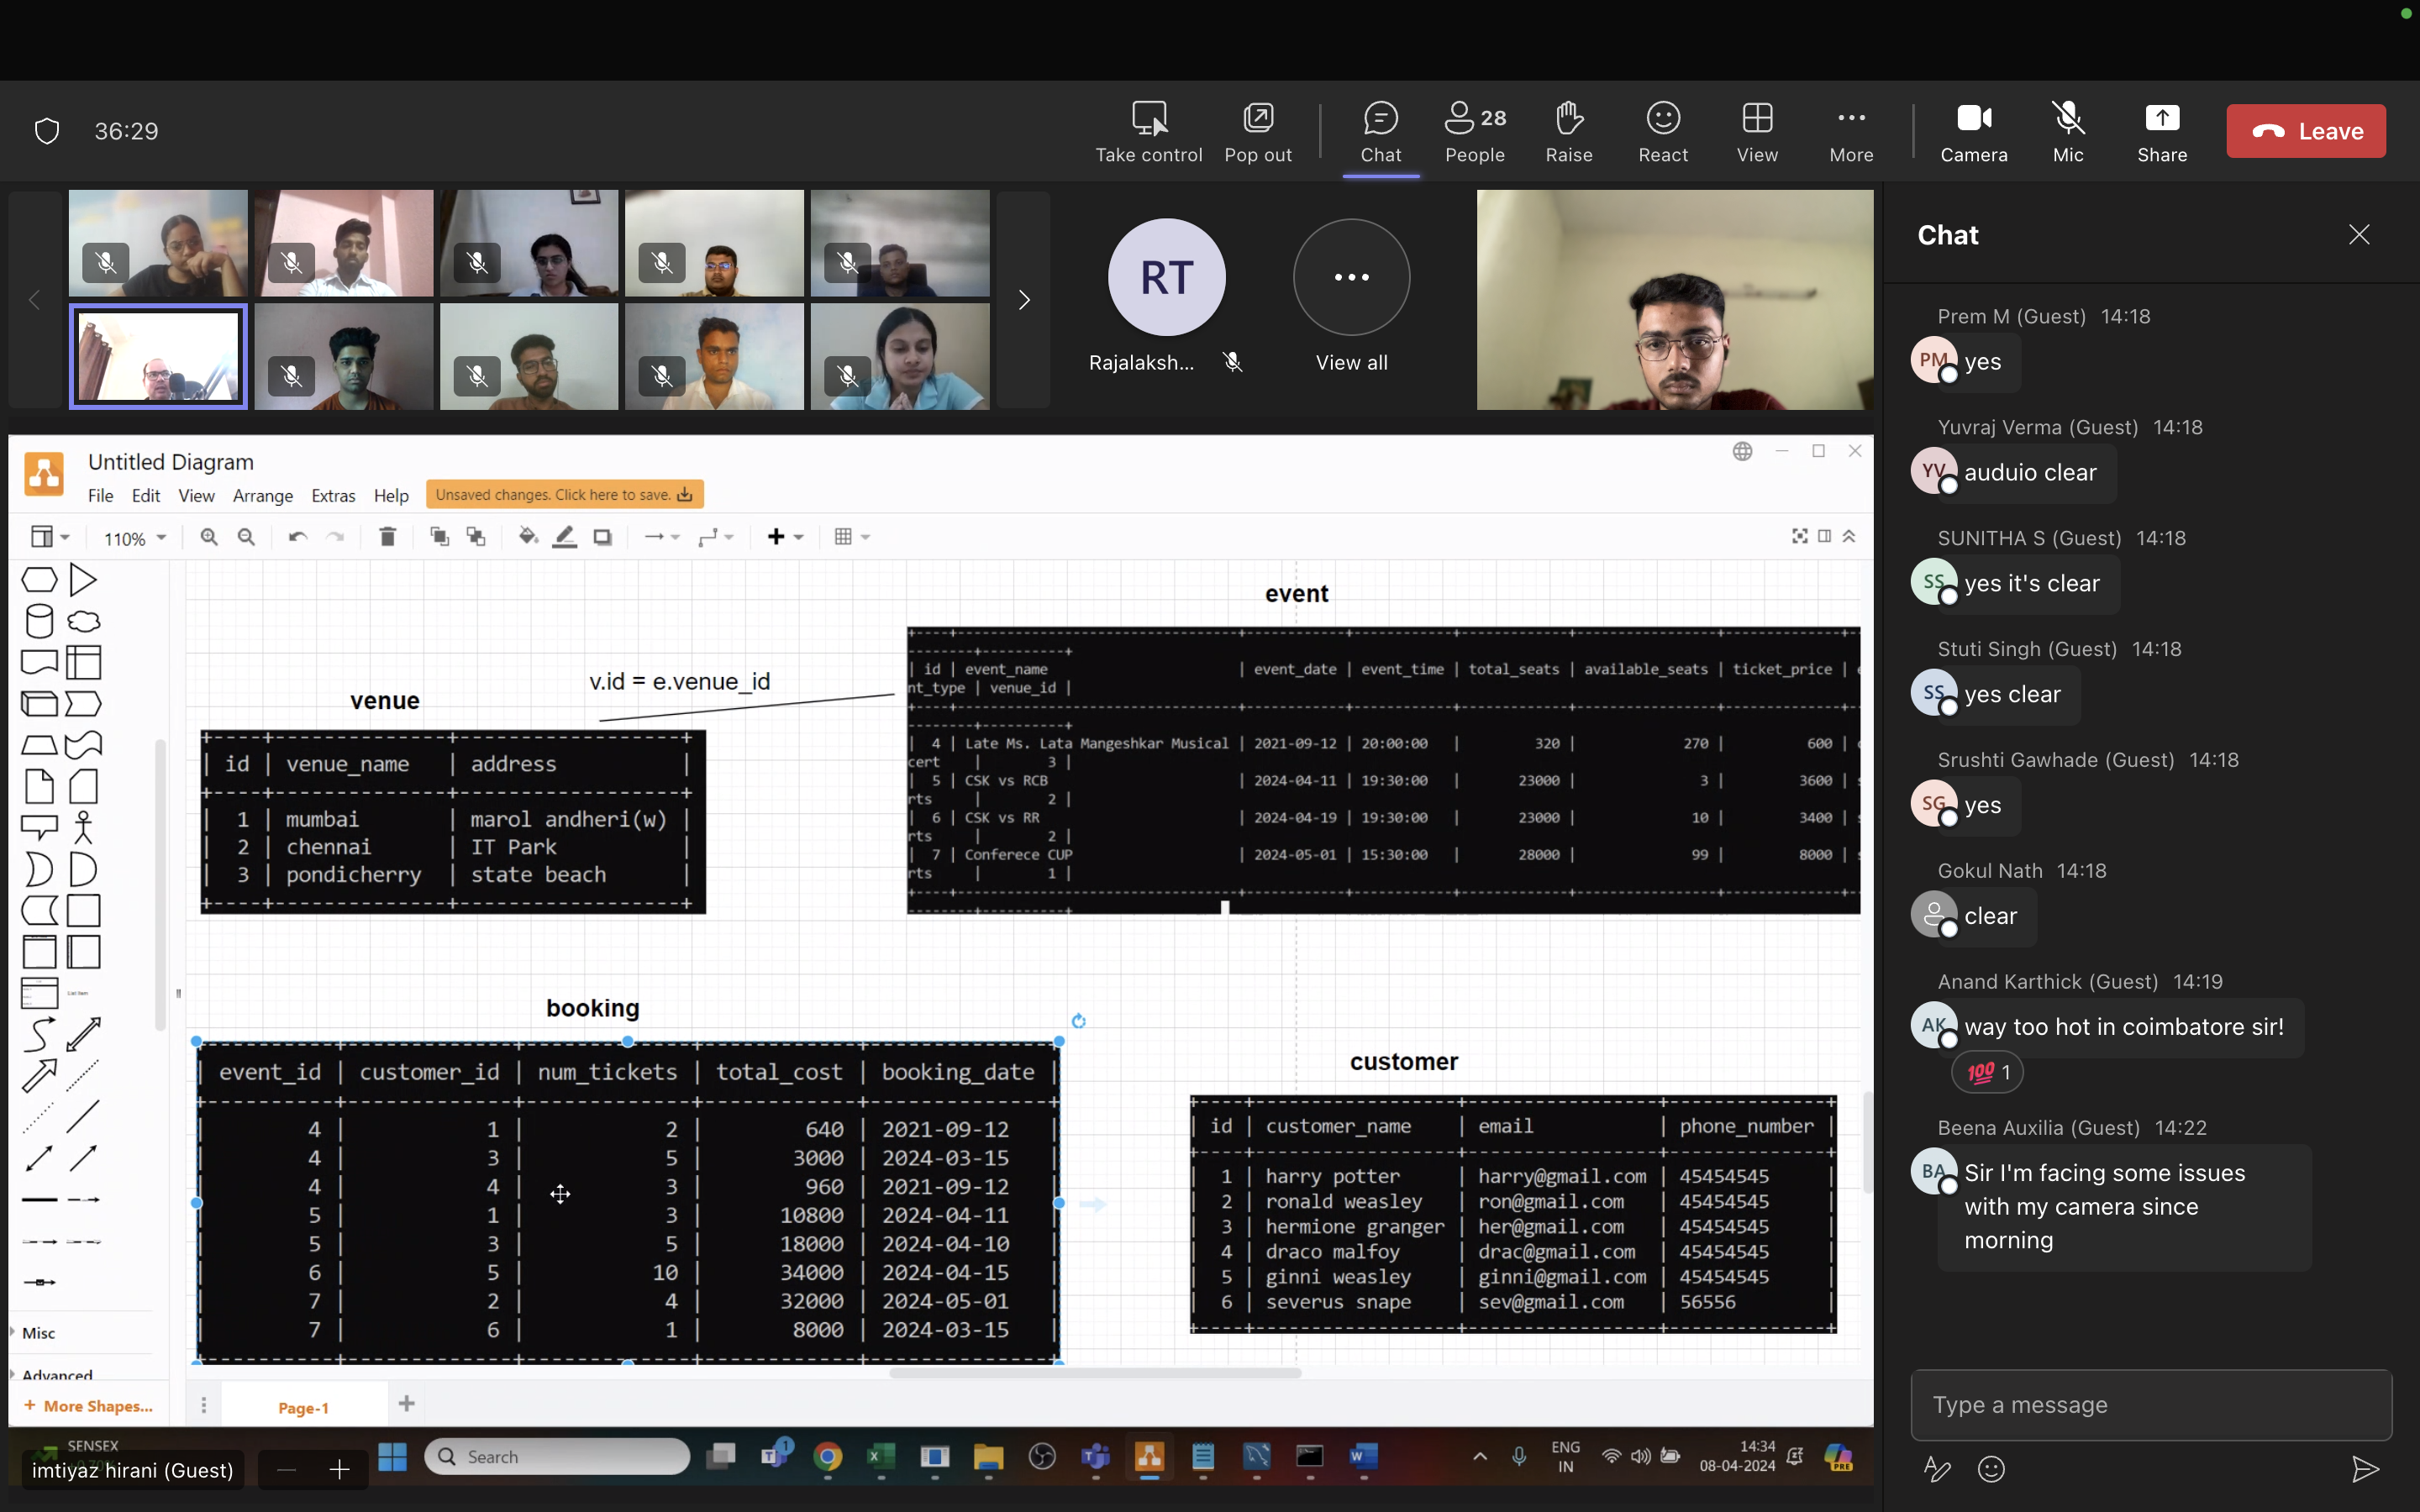 36:29
Take control
Pop out
Chat
28
People
Raise
React
View
More
Camera
Mic
Share
Leave
RT
Rajalaksh...
View all
Chat
Prem M (Guest) 14:18
PM
yes
Yuvraj Verma (Guest) 14:18
YV
auduio clear
SUNITHA S (Guest) 14:18
SS
yes it's clear
Stuti Singh (Guest) 14:18
SS
yes clear
Srushti Gawhade (Guest) 14:18
SG
yes
Gokul Nath 14:18
clear
Anand Karthick (Guest) 14:19
AK
way too hot in coimbatore sir!
💯 1
Beena Auxilia (Guest) 14:22
BA
Sir I'm facing some issues
with my camera since
morning
Type a message
Untitled Diagram
File Edit View Arrange Extras Help
Unsaved changes. Click here to save.
110%
event
| id | event_name | event_date | event_time | total_seats | available_seats | ticket_price | e
nt_type | venue_id |
| 4 | Late Ms. Lata Mangeshkar Musical | 2021-09-12 | 20:00:00 | 320 | 270 | 600 |
cert | 3 |
| 5 | CSK vs RCB | 2024-04-11 | 19:30:00 | 23000 | 3 | 3600 |
rts | 2 |
| 6 | CSK vs RR | 2024-04-19 | 19:30:00 | 23000 | 10 | 3400 |
rts | 2 |
| 7 | Conferece CUP | 2024-05-01 | 15:30:00 | 28000 | 99 | 8000 |
rts | 1 |
v.id = e.venue_id
venue
| id | venue_name | address |
| 1 | mumbai | marol andheri(w) |
| 2 | chennai | IT Park |
| 3 | pondicherry | state beach |
booking
| event_id | customer_id | num_tickets | total_cost | booking_date |
| 4 | 1 | 2 | 640 | 2021-09-12 |
| 4 | 3 | 5 | 3000 | 2024-03-15 |
| 4 | 4 | 3 | 960 | 2021-09-12 |
| 5 | 1 | 3 | 10800 | 2024-04-11 |
| 5 | 3 | 5 | 18000 | 2024-04-10 |
| 6 | 5 | 10 | 34000 | 2024-04-15 |
| 7 | 2 | 4 | 32000 | 2024-05-01 |
| 7 | 6 | 1 | 8000 | 2024-03-15 |
customer
| id | customer_name | email | phone_number |
| 1 | harry potter | harry@gmail.com | 45454545 |
| 2 | ronald weasley | ron@gmail.com | 45454545 |
| 3 | hermione granger | her@gmail.com | 45454545 |
| 4 | draco malfoy | drac@gmail.com | 45454545 |
| 5 | ginni weasley | ginni@gmail.com | 45454545 |
| 6 | severus snape | sev@gmail.com | 56556 |
Misc
Advanced
+ More Shapes...
Page-1
SENSEX
imtiyaz hirani (Guest)
Search
1
ENG
IN
14:34
08-04-2024
PRE